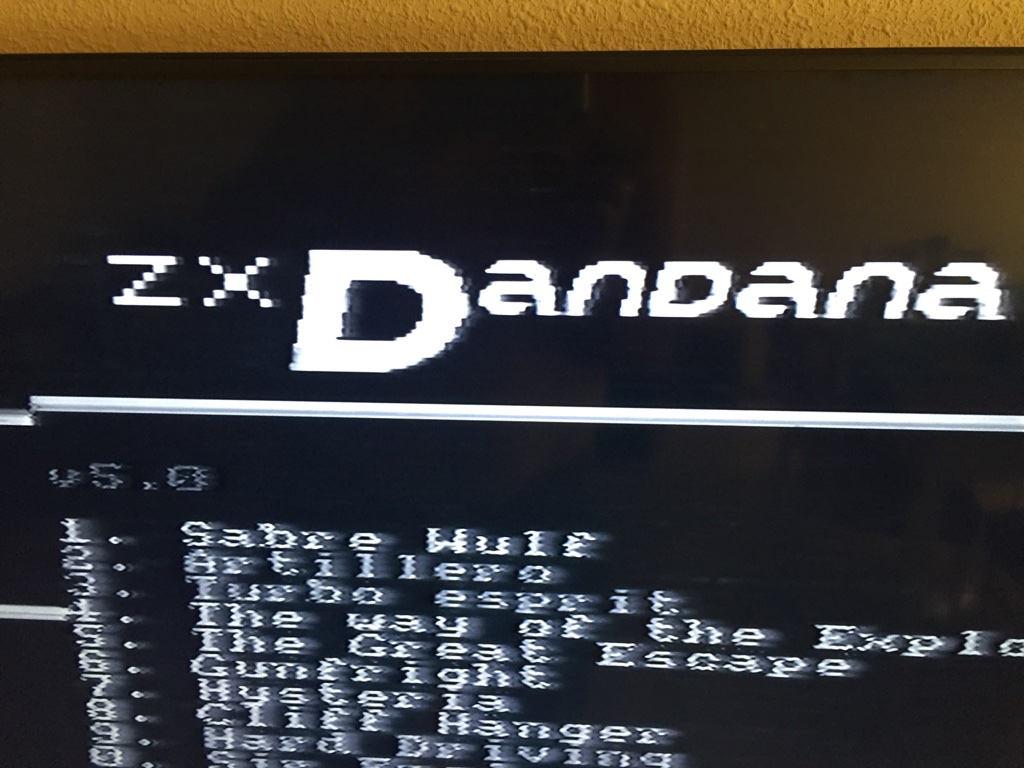 ZX DANDANA
v5.0
1. Sabre Wulf
2. Artillero
3. Turbo esprit
4. The way of the Explo
5. The Great Escape
6. Gunfright
7. Hysteria
8. Cliff Hanger
9. Hard Driving